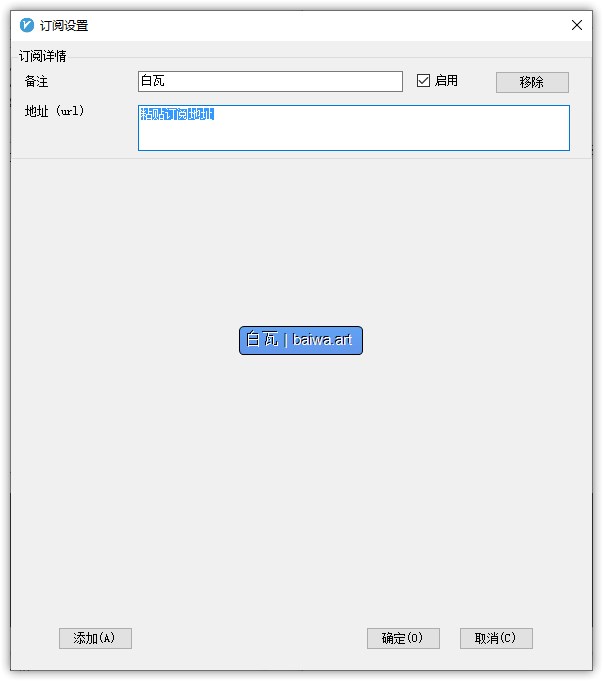 订阅设置
订阅详情
备注 白瓦 启用 移除
地址 (url) 粘贴订阅地址
白瓦 | baiwa.art
添加(A) 确定(O) 取消(C)